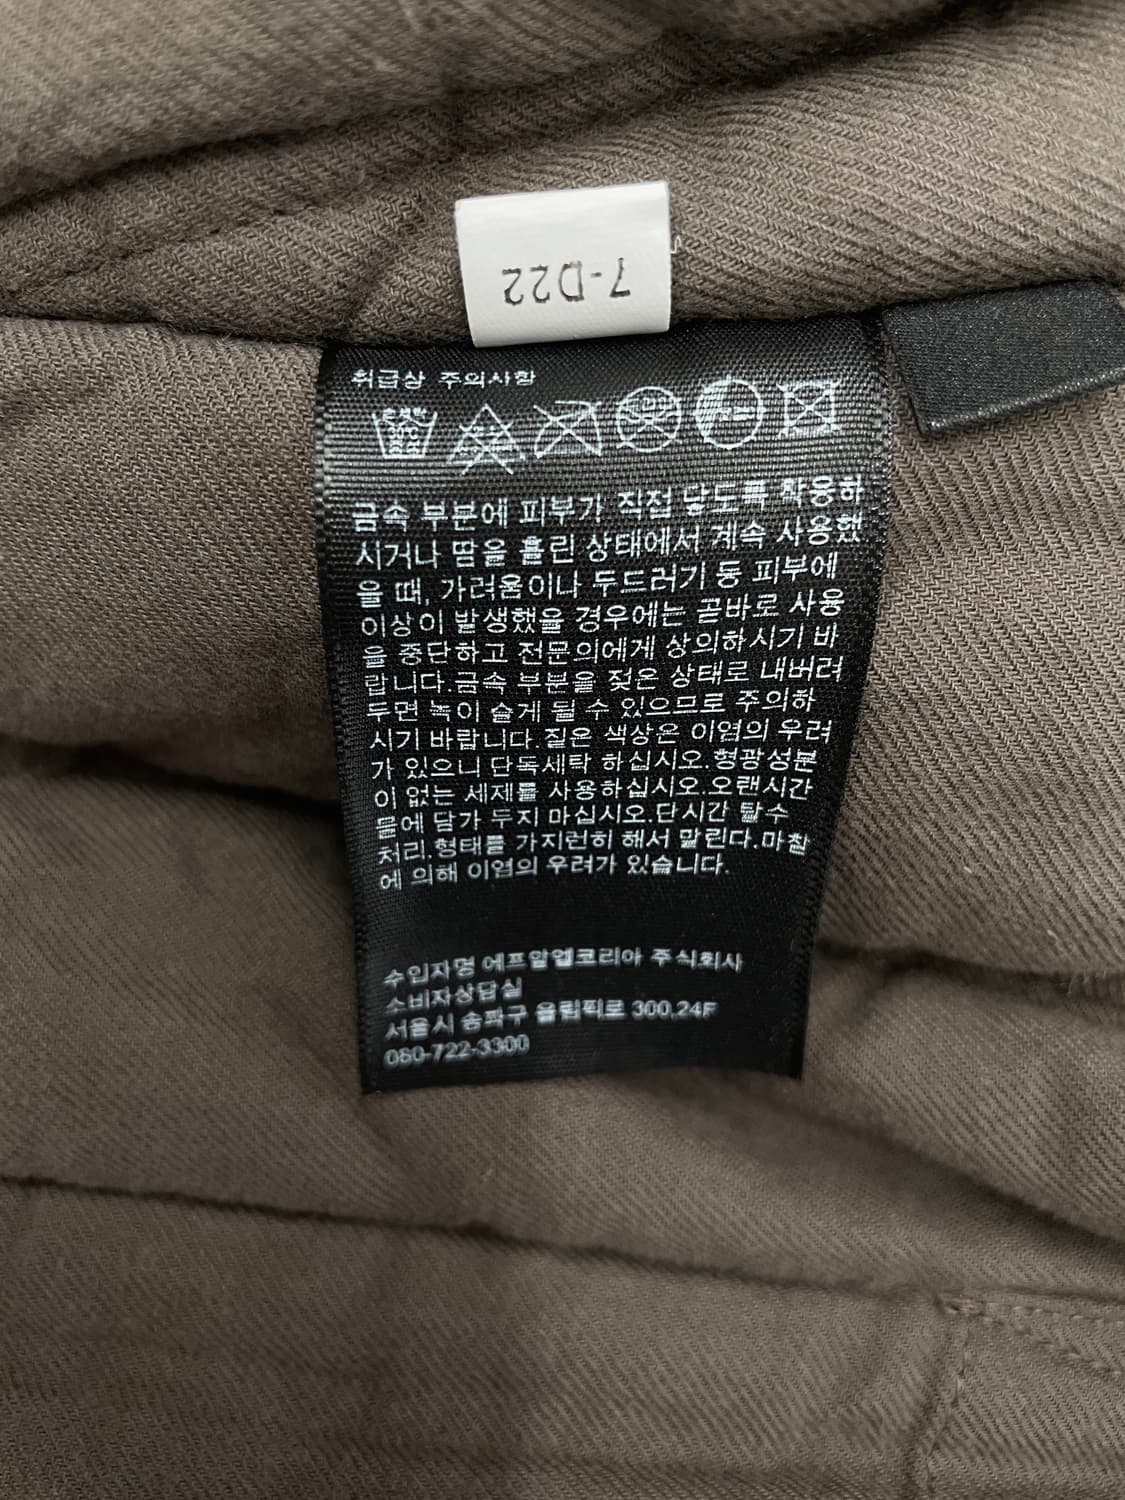 7-D22
취급상 주의사항
손세탁
금속 부분에 피부가 직접 닿도록 착용하
시거나 땀을 흘린 상태에서 계속 사용했
을 때, 가려움이나 두드러기 등 피부에
이상이 발생했을 경우에는 곧바로 사용
을 중단하고 전문의에게 상의하시기 바
랍니다.금속 부분을 젖은 상태로 내버려
두면 녹이 슬게 될 수 있으므로 주의하
시기 바랍니다.짙은 색상은 이염의 우려
가 있으니 단독세탁 하십시오.형광성분
이 없는 세제를 사용하십시오.오랜시간
물에 담가 두지 마십시오.단시간 탈수
처리.형태를 가지런히 해서 말린다.마찰
에 의해 이염의 우려가 있습니다.
수입자명 에프알엘코리아 주식회사
소비자상담실
서울시 송파구 올림픽로 300,24F
080-722-3300